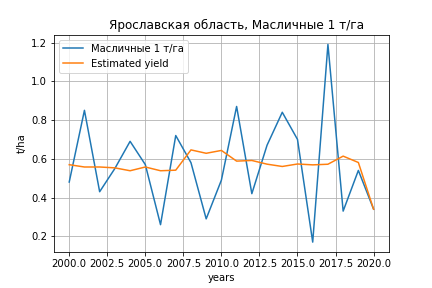 Ярославская область, Масличные 1 т/га
Масличные 1 т/га
Estimated yield
t/ha
1.2
1.0
0.8
0.6
0.4
0.2
2000.0 2002.5 2005.0 2007.5 2010.0 2012.5 2015.0 2017.5 2020.0
years